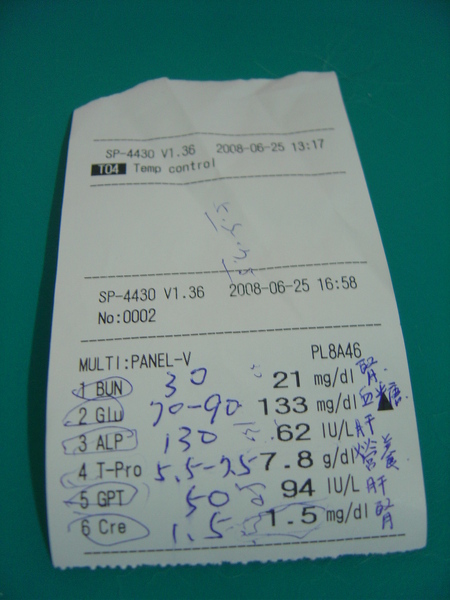 SP-4430 V1.36 2008-06-25 13:17
T04 Temp control
SP-4430 V1.36 2008-06-25 16:58
No:0002
MULTI:PANEL-V PL8A46
1 BUN 30 21 mg/dl 腎
2 Glu 70-90 133 mg/dl 血糖
3 ALP 130 62 IU/L 肝
4 T-Pro 5.5-7.5 7.8 g/dl 營養
5 GPT 50 94 IU/L 肝
6 Cre 1.5 1.5 mg/dl 腎